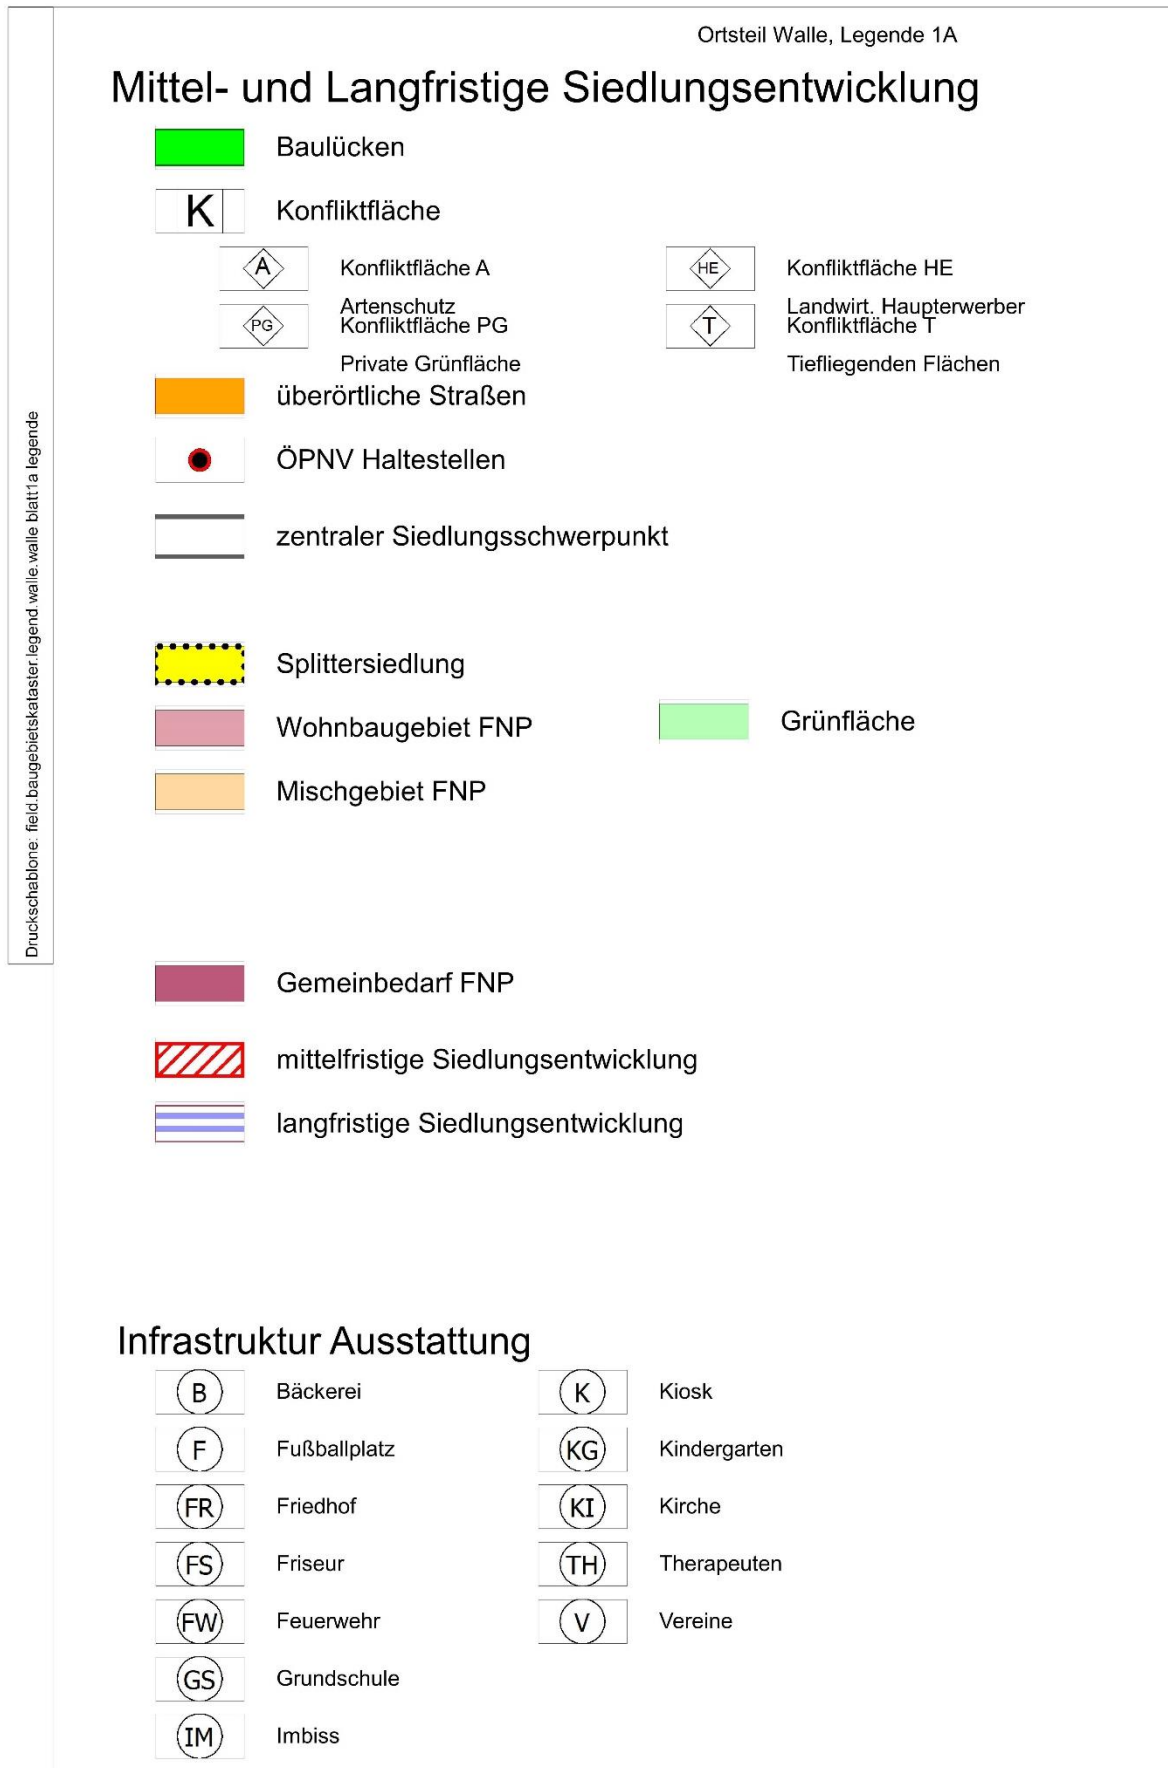 Ortsteil Walle, Legende 1A
Mittel- und Langfristige Siedlungsentwicklung
Baulücken
K Konfliktfläche
A Konfliktfläche A
Artenschutz
HE Konfliktfläche HE
Landwirt. Haupterwerber
PG Konfliktfläche PG
Private Grünfläche
T Konfliktfläche T
Tiefliegenden Flächen
überörtliche Straßen
ÖPNV Haltestellen
zentraler Siedlungsschwerpunkt
Splittersiedlung
Wohnbaugebiet FNP
Grünfläche
Mischgebiet FNP
Gemeinbedarf FNP
mittelfristige Siedlungsentwicklung
langfristige Siedlungsentwicklung
Infrastruktur Ausstattung
B Bäckerei
F Fußballplatz
FR Friedhof
FS Friseur
FW Feuerwehr
GS Grundschule
IM Imbiss
K Kiosk
KG Kindergarten
KI Kirche
TH Therapeuten
V Vereine
Druckschablone: field.baugebietskataster.legend.walle.walle blatt1a legende